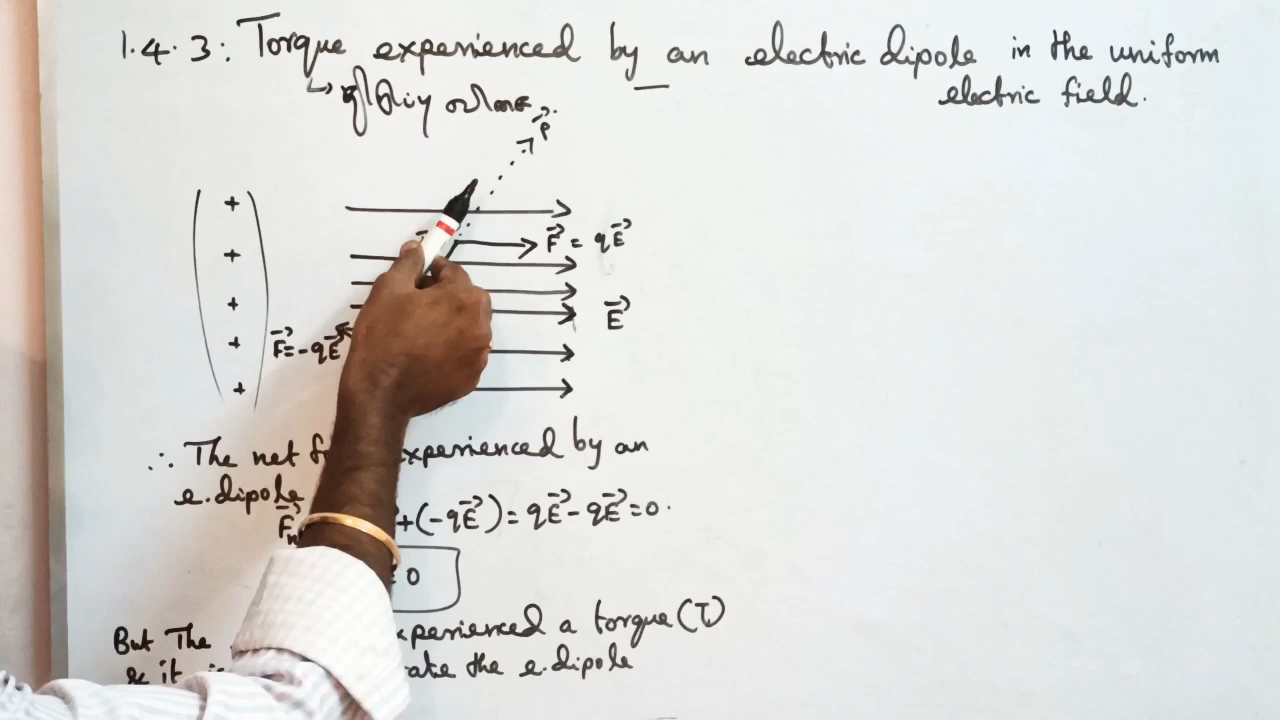 1.4.3: Torque experienced by an electric dipole in the uniform
electric field.
P⃗
+
+
+
+
+
F⃗ = qE⃗
E⃗
F⃗=-qE⃗
∴ The net experienced by an
e.dipole
+(-qE⃗) = qE⃗ - qE⃗ = 0.
0
But The experienced a torque (τ)
& it the e.dipole